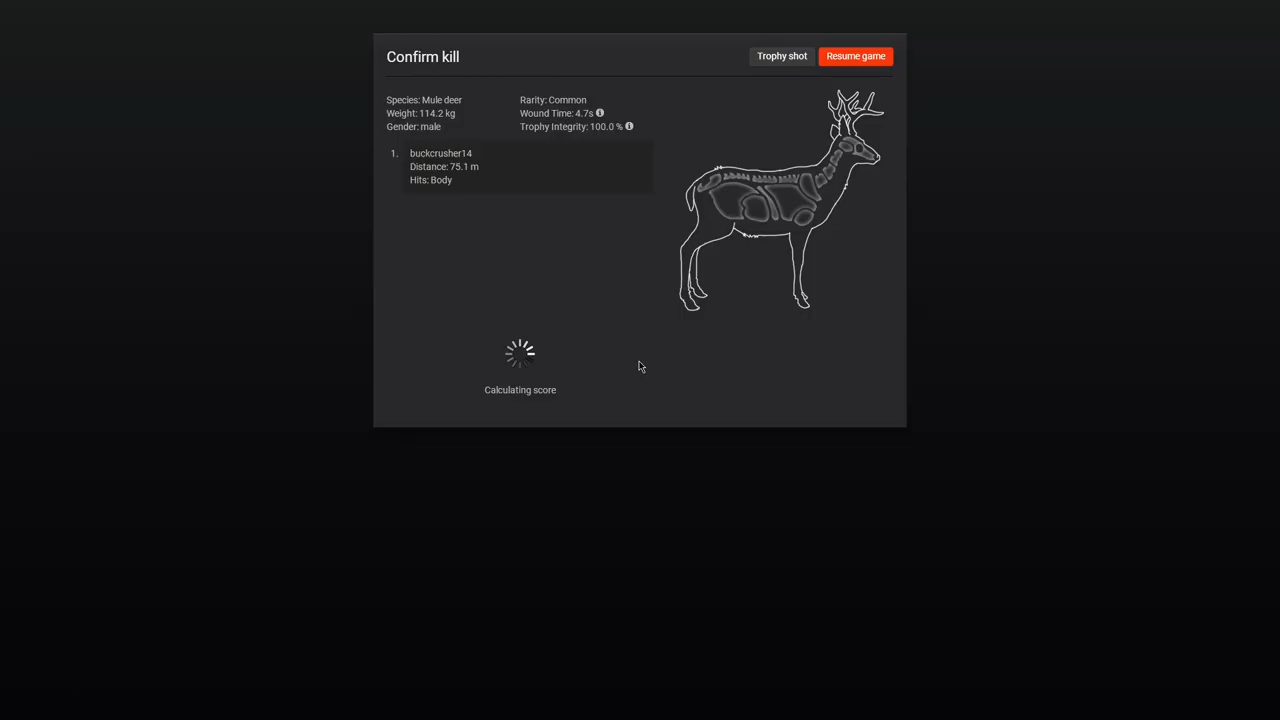 Confirm kill
Trophy shot
Resume game
Species: Mule deer
Weight: 114.2 kg
Gender: male
Rarity: Common
Wound Time: 4.7s
Trophy Integrity: 100.0 %
1. buckcrusher14
Distance: 75.1 m
Hits: Body
Calculating score